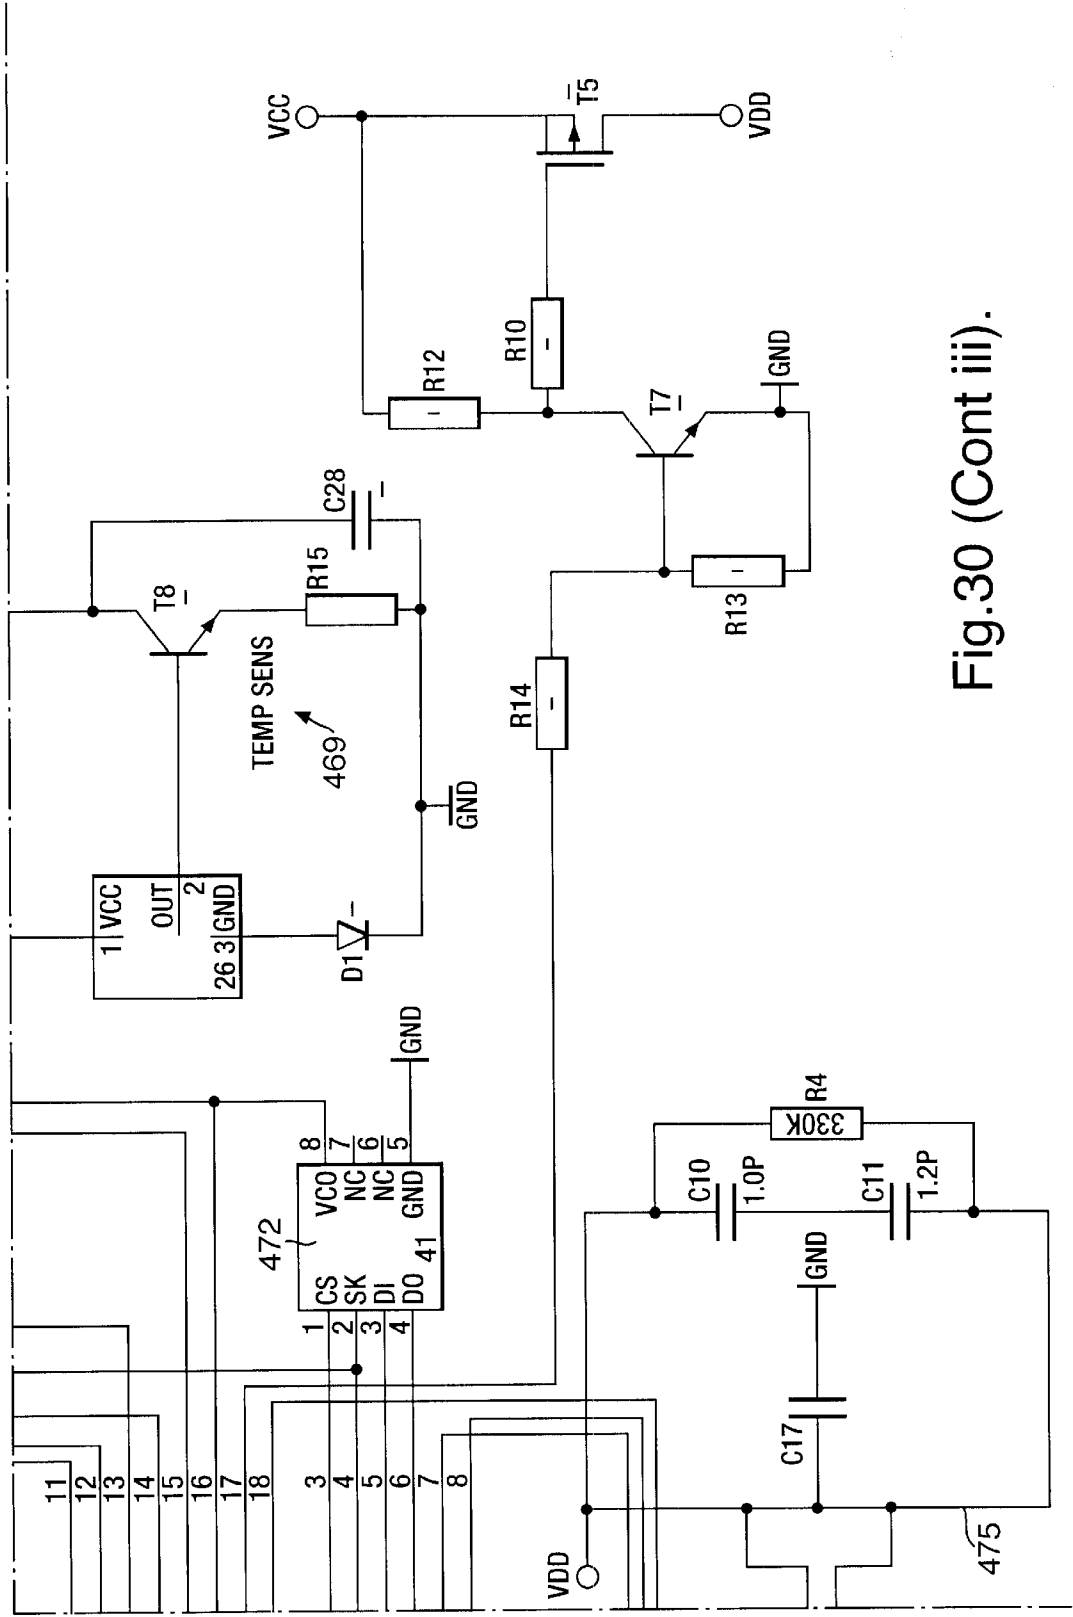 VCC
T5
VDD
R12
R10
T7
GND
R13
R14
C28
T8
R15
TEMP SENS
469
GND
1 VCC
OUT
2
26 3 GND
D1
472
CS
SK
DI
DO
VCO
NC
NC
GND
41
1
2
3
4
8
7
6
5
GND
11
12
13
14
15
16
17
18
3
4
5
6
7
8
VDD
C17
GND
C10
1.0P
C11
1.2P
R4
330K
475
Fig.30 (Cont iii).